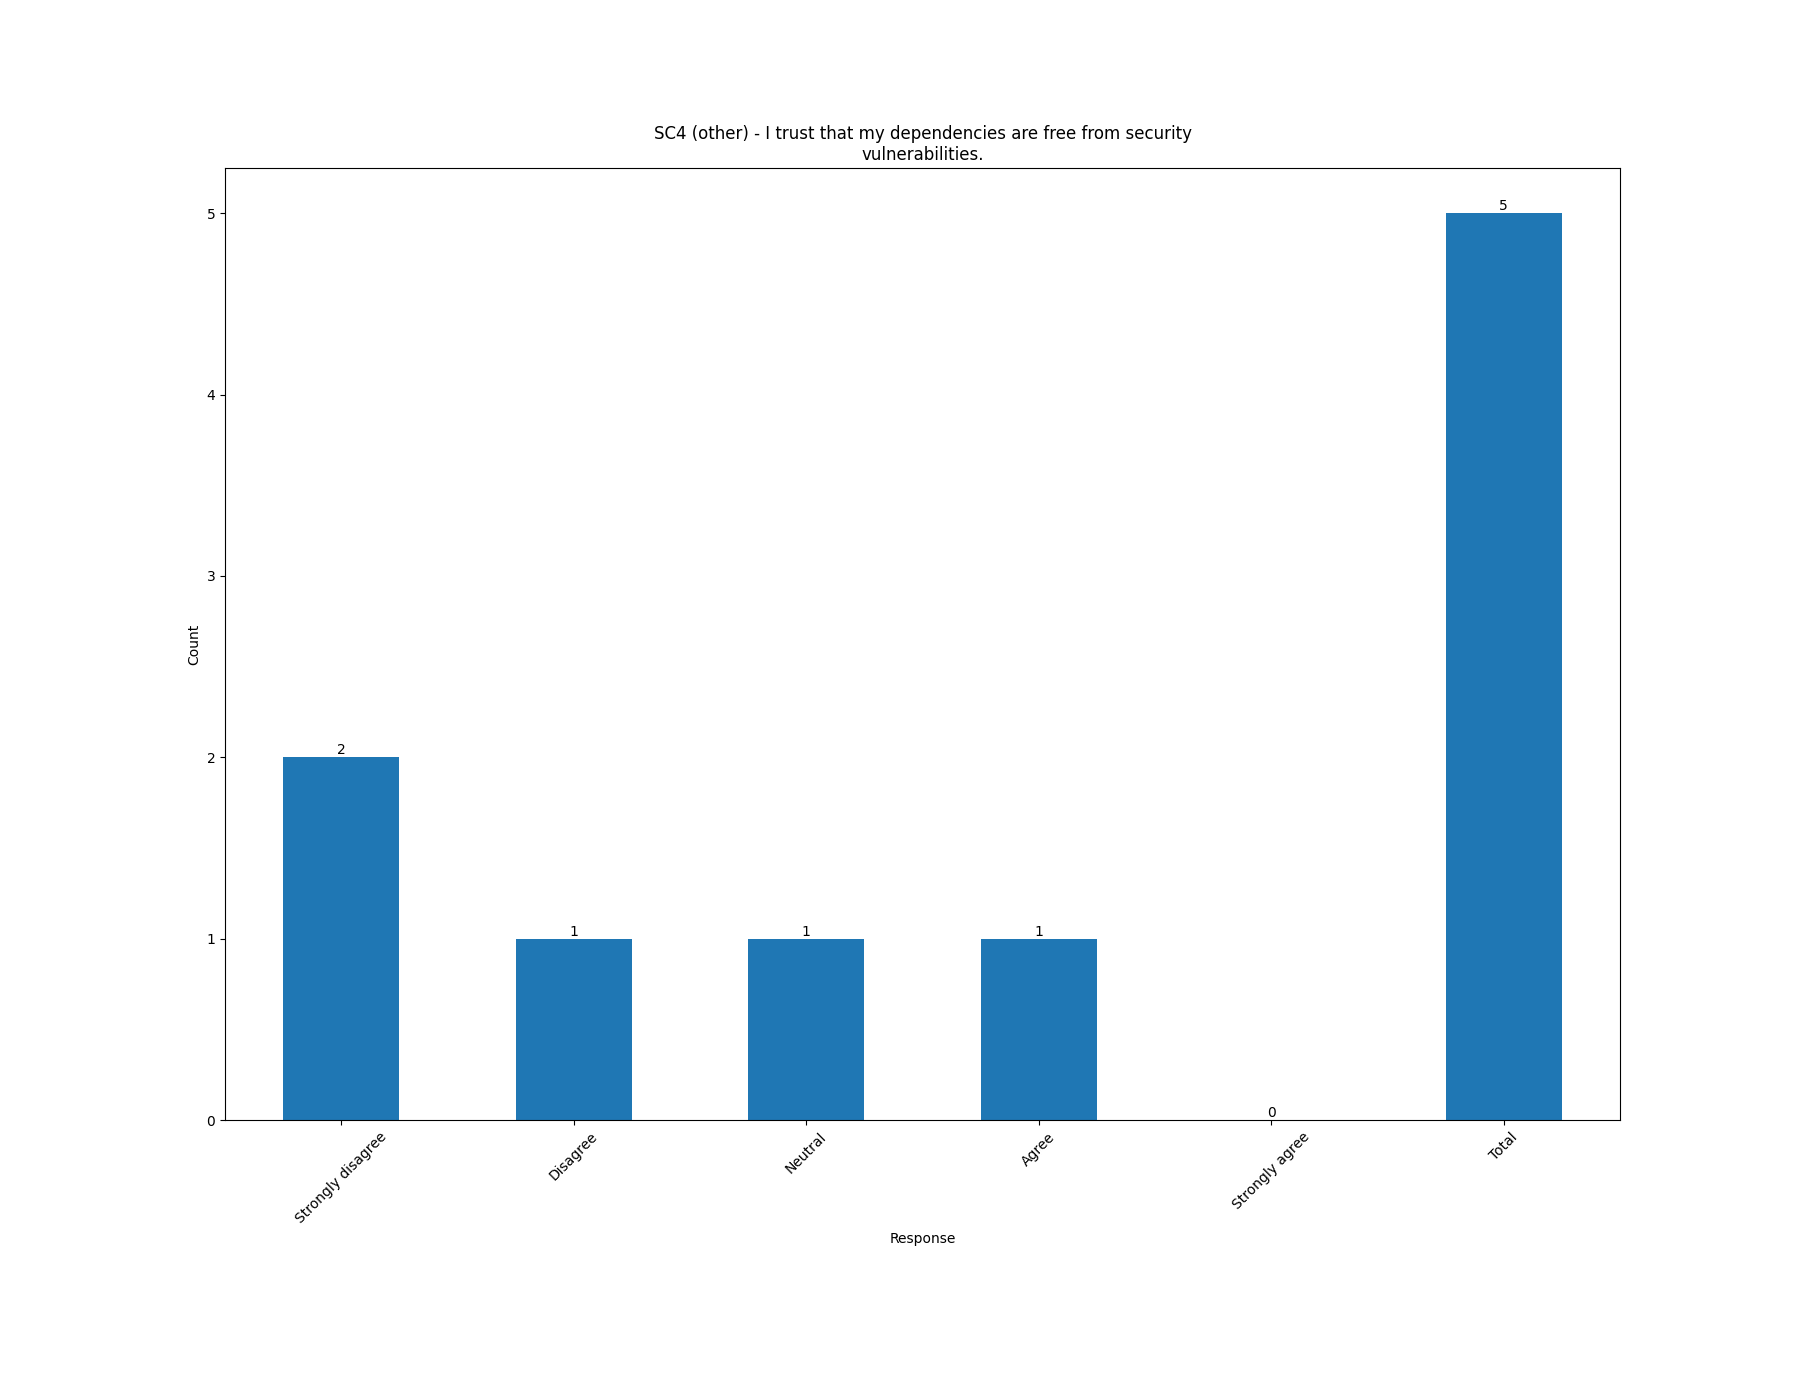 SC4 (other) - I trust that my dependencies are free from security
vulnerabilities.
5
4
3
2
1
0
Count
2
1
1
1
0
5
Strongly disagree
Disagree
Neutral
Agree
Strongly agree
Total
Response